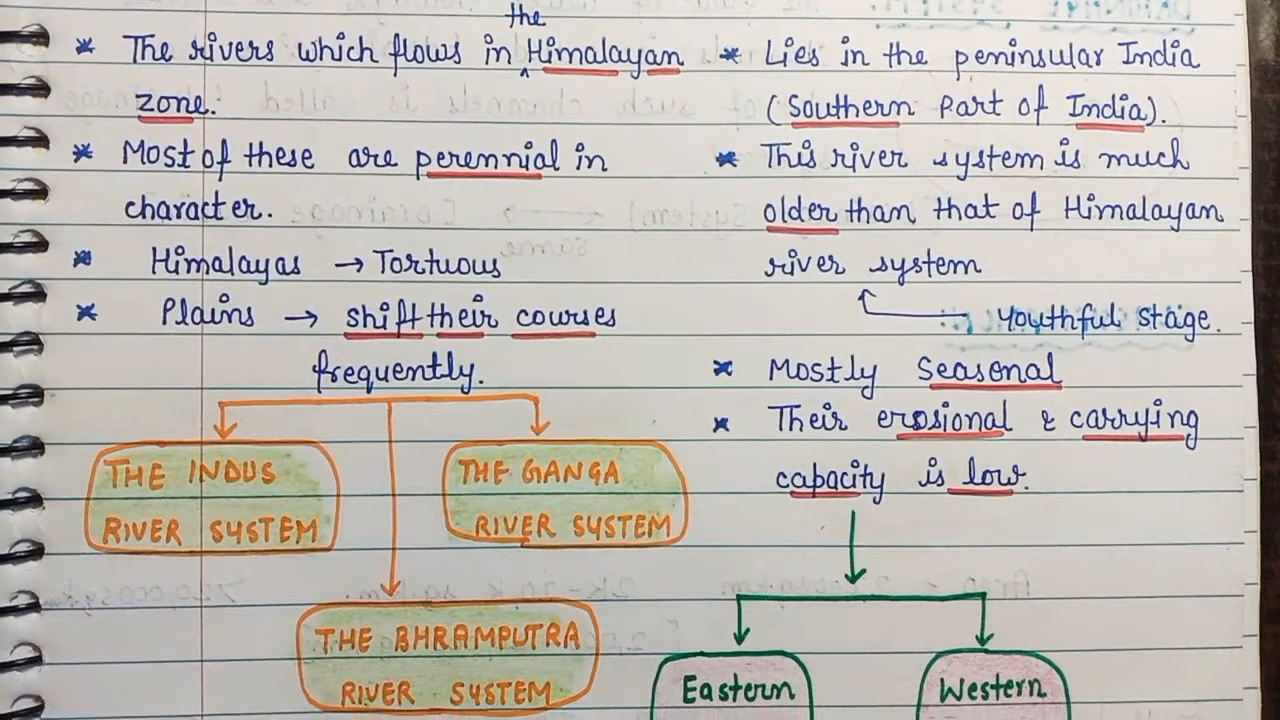 the
* The rivers which flows in ^ Himalayan
zone.
* Most of these are perennial in
character.
* Himalayas → Tortuous
* Plains → shift their courses
frequently.
THE INDUS
RIVER SYSTEM
THE GANGA
RIVER SYSTEM
THE BHRAMPUTRA
RIVER SYSTEM
* Lies in the peninsular India
(Southern Part of India).
* This river system is much
older than that of Himalayan
river system
Youthful stage.
* Mostly Seasonal
* Their erosional & carrying
capacity is low.
Eastern
Western